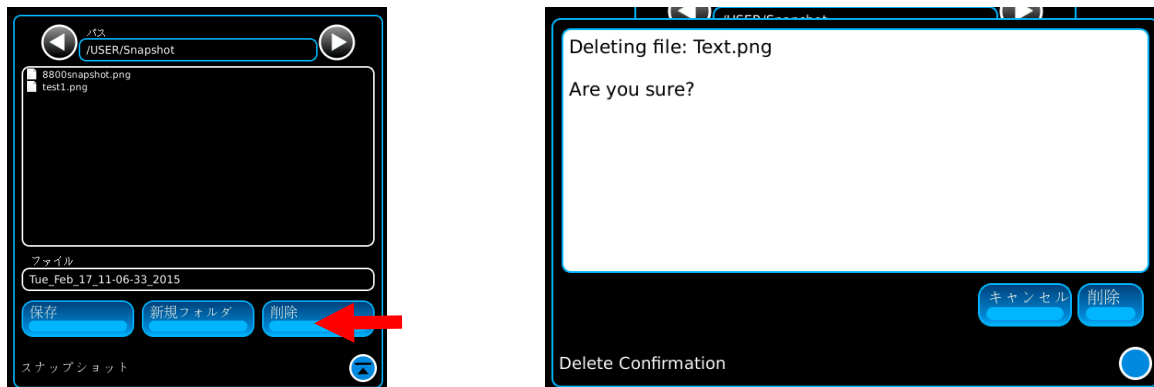 パス
/USER/Snapshot
8800snapshot.png
test1.png
ファイル
Tue_Feb_17_11-06-33_2015
保存
新規フォルダ
削除
スナップショット
/USER/Snapshot
Deleting file: Text.png
Are you sure?
キャンセル
削除
Delete Confirmation